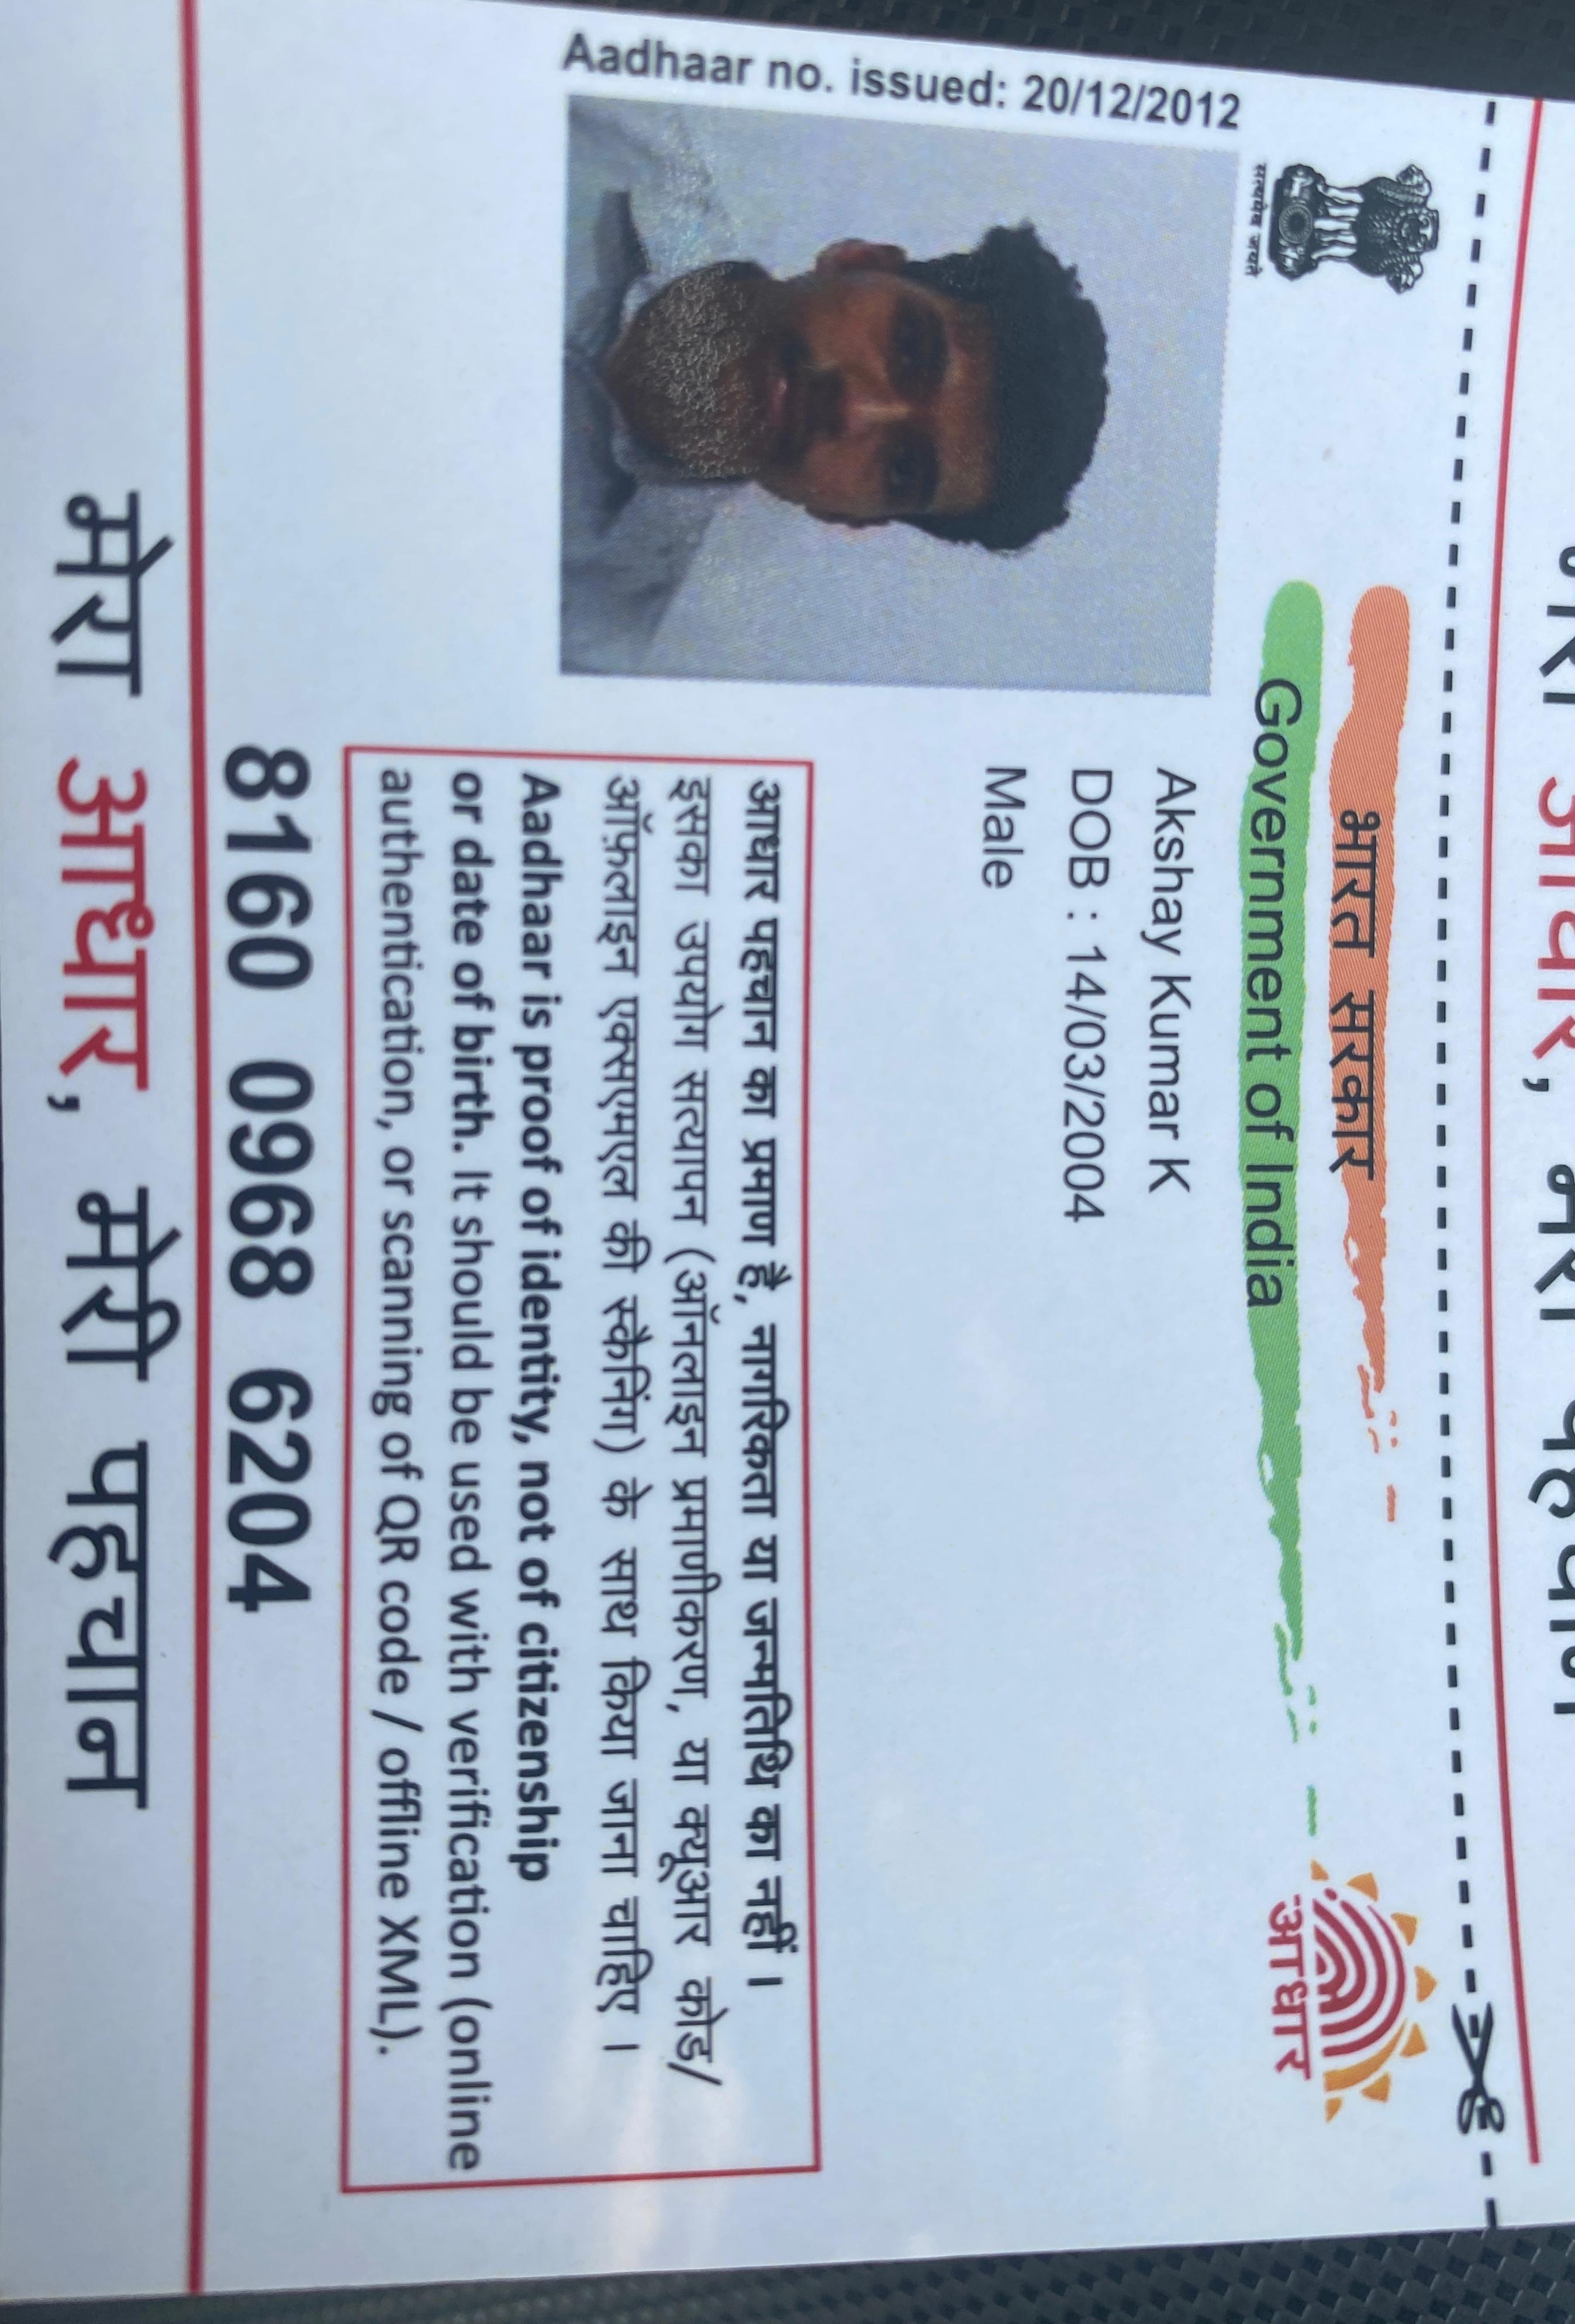 मेरा आधार, मेरी पहचान
भारत सरकार
Government of India
सत्यमेव जयते
आधार
Aadhaar no. issued: 20/12/2012
Akshay Kumar K
DOB : 14/03/2004
Male
आधार पहचान का प्रमाण है, नागरिकता या जन्मतिथि का नहीं ।
इसका उपयोग सत्यापन (ऑनलाइन प्रमाणीकरण, या क्यूआर कोड/
ऑफ़लाइन एक्सएमएल की स्कैनिंग) के साथ किया जाना चाहिए ।
Aadhaar is proof of identity, not of citizenship
or date of birth. It should be used with verification (online
authentication, or scanning of QR code / offline XML).
8160 0968 6204
मेरा आधार, मेरी पहचान